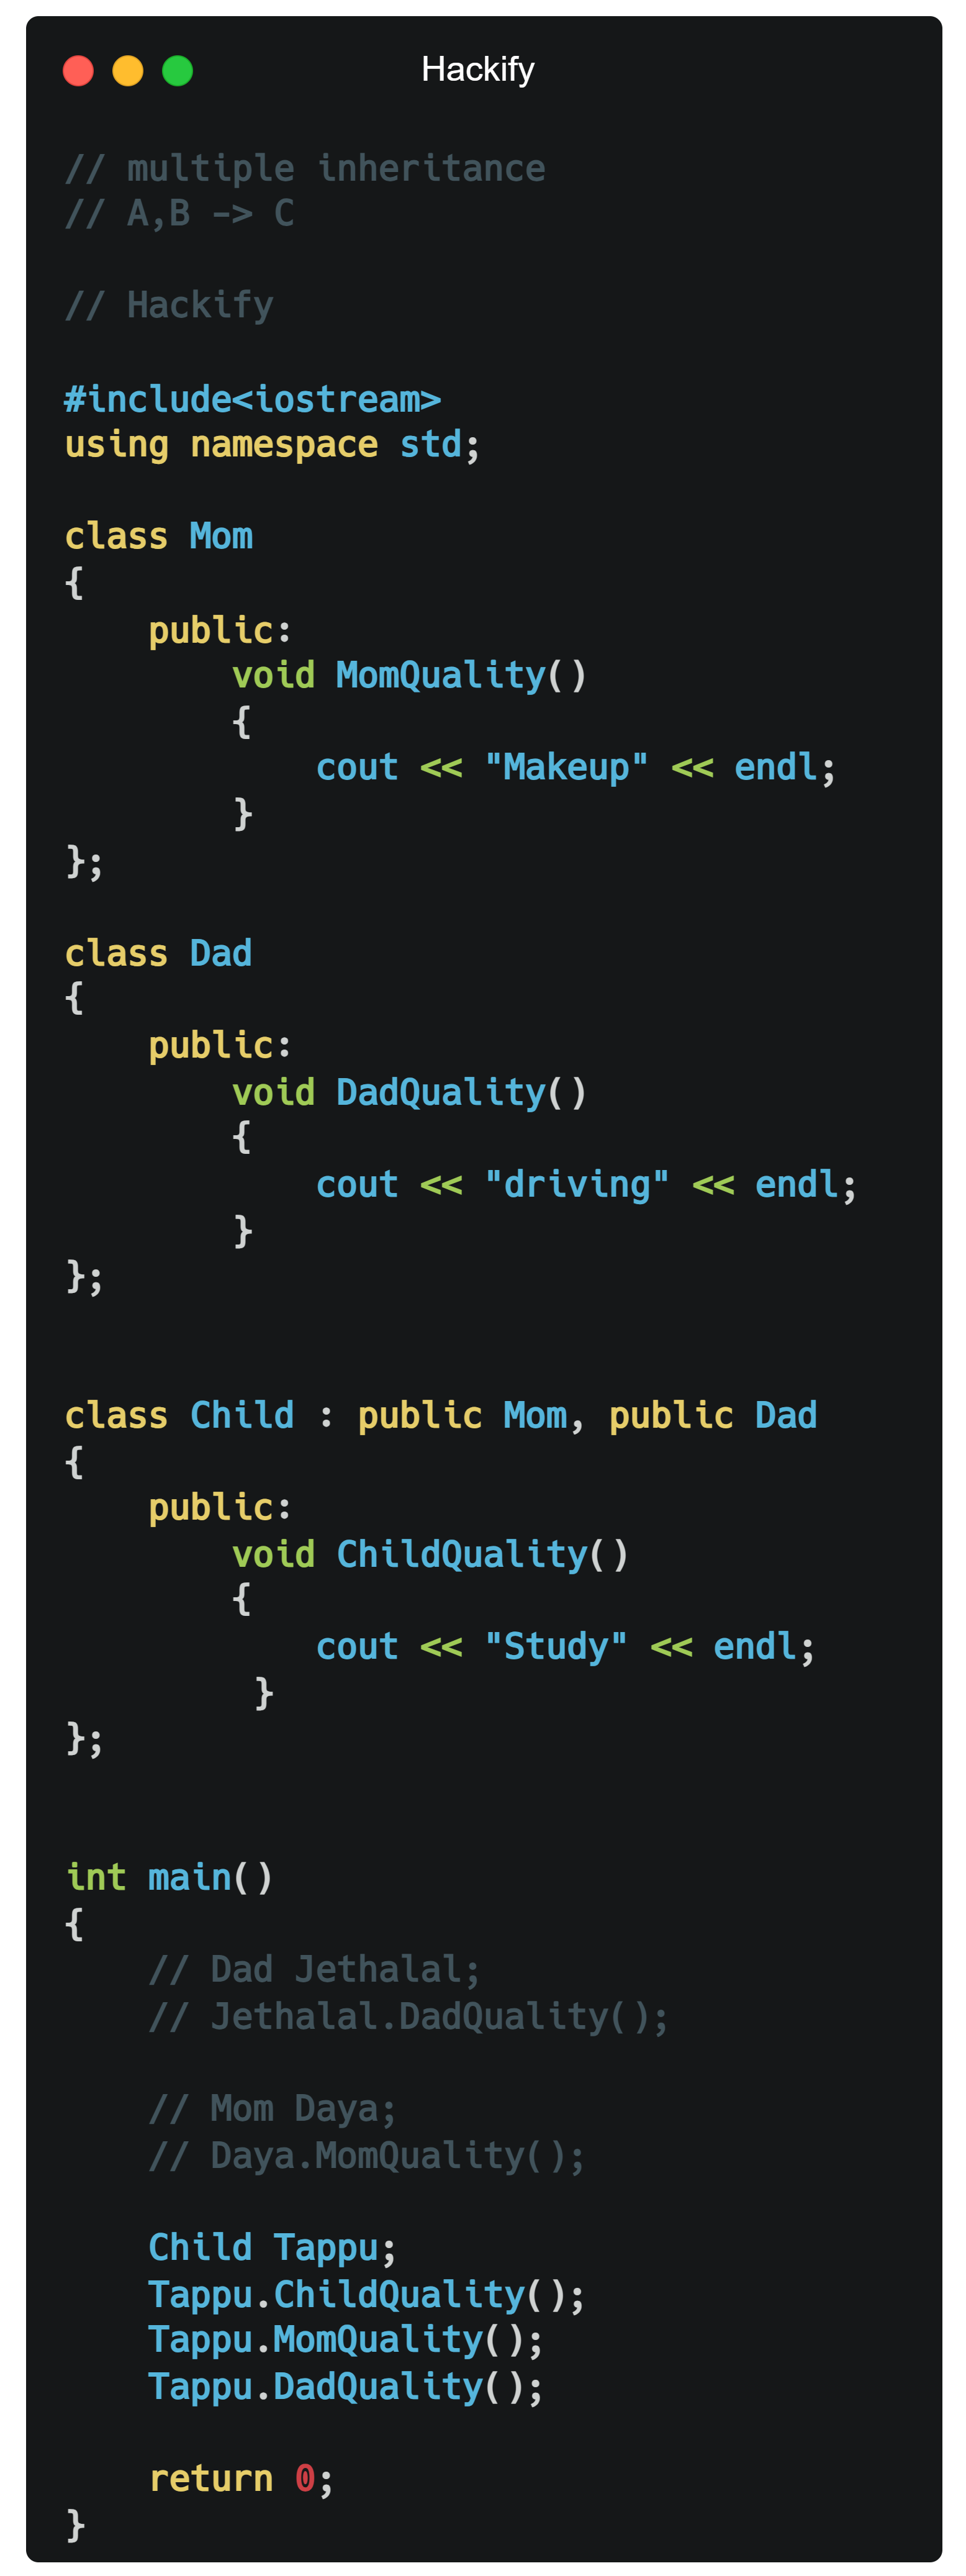 Hackify
// multiple inheritance
// A,B -> C
// Hackify
#include<iostream>
using namespace std;
class Mom
{
    public:
        void MomQuality()
        {
            cout << "Makeup" << endl;
        }
};
class Dad
{
    public:
        void DadQuality()
        {
            cout << "driving" << endl;
        }
};
class Child : public Mom, public Dad
{
    public:
        void ChildQuality()
        {
            cout << "Study" << endl;
         }
};
int main()
{
    // Dad Jethalal;
    // Jethalal.DadQuality();
    // Mom Daya;
    // Daya.MomQuality();
    Child Tappu;
    Tappu.ChildQuality();
    Tappu.MomQuality();
    Tappu.DadQuality();
    return 0;
}